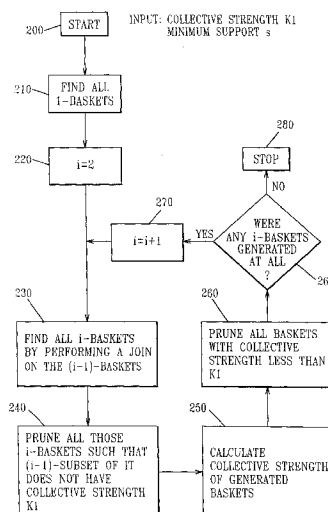 200
START
INPUT: COLLECTIVE STRENGTH K1
MINIMUM SUPPORT s
210
FIND ALL
1-BASKETS
220
i=2
280
STOP
NO
270
i=i+1
YES
WERE
ANY i-BASKETS
GENERATED
AT ALL
?
26
230
FIND ALL i-BASKETS
BY PERFORMING A JOIN
ON THE (i-1)-BASKETS
260
PRUNE ALL BASKETS
WITH COLLECTIVE
STRENGTH LESS THAN
K1
240
PRUNE ALL THOSE
i-BASKETS SUCH THAT
(i-1)-SUBSET OF IT
DOES NOT HAVE
COLLECTIVE STRENGTH
K1
250
CALCULATE
COLLECTIVE STRENGTH
OF GENERATED
BASKETS